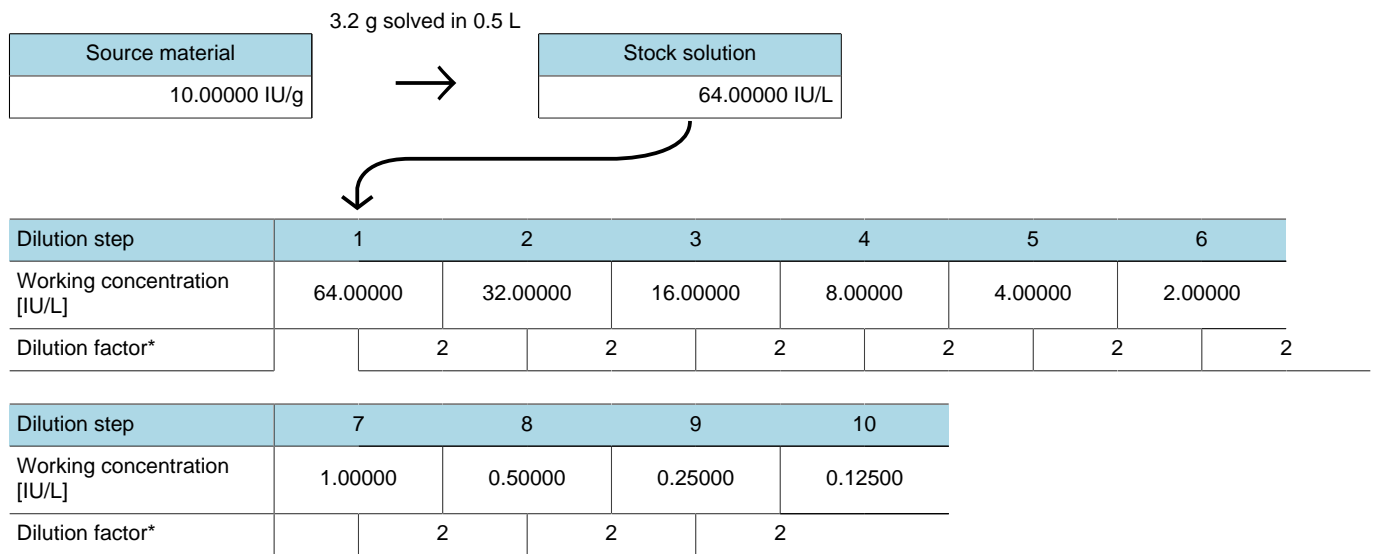 3.2 g solved in 0.5 L
Source material
Stock solution
10.00000 IU/g
64.00000 IU/L
Dilution step 1 2 3 4 5 6
Working concentration
[IU/L] 64.00000 32.00000 16.00000 8.00000 4.00000 2.00000
Dilution factor* 2 2 2 2 2 2
Dilution step 7 8 9 10
Working concentration
[IU/L] 1.00000 0.50000 0.25000 0.12500
Dilution factor* 2 2 2